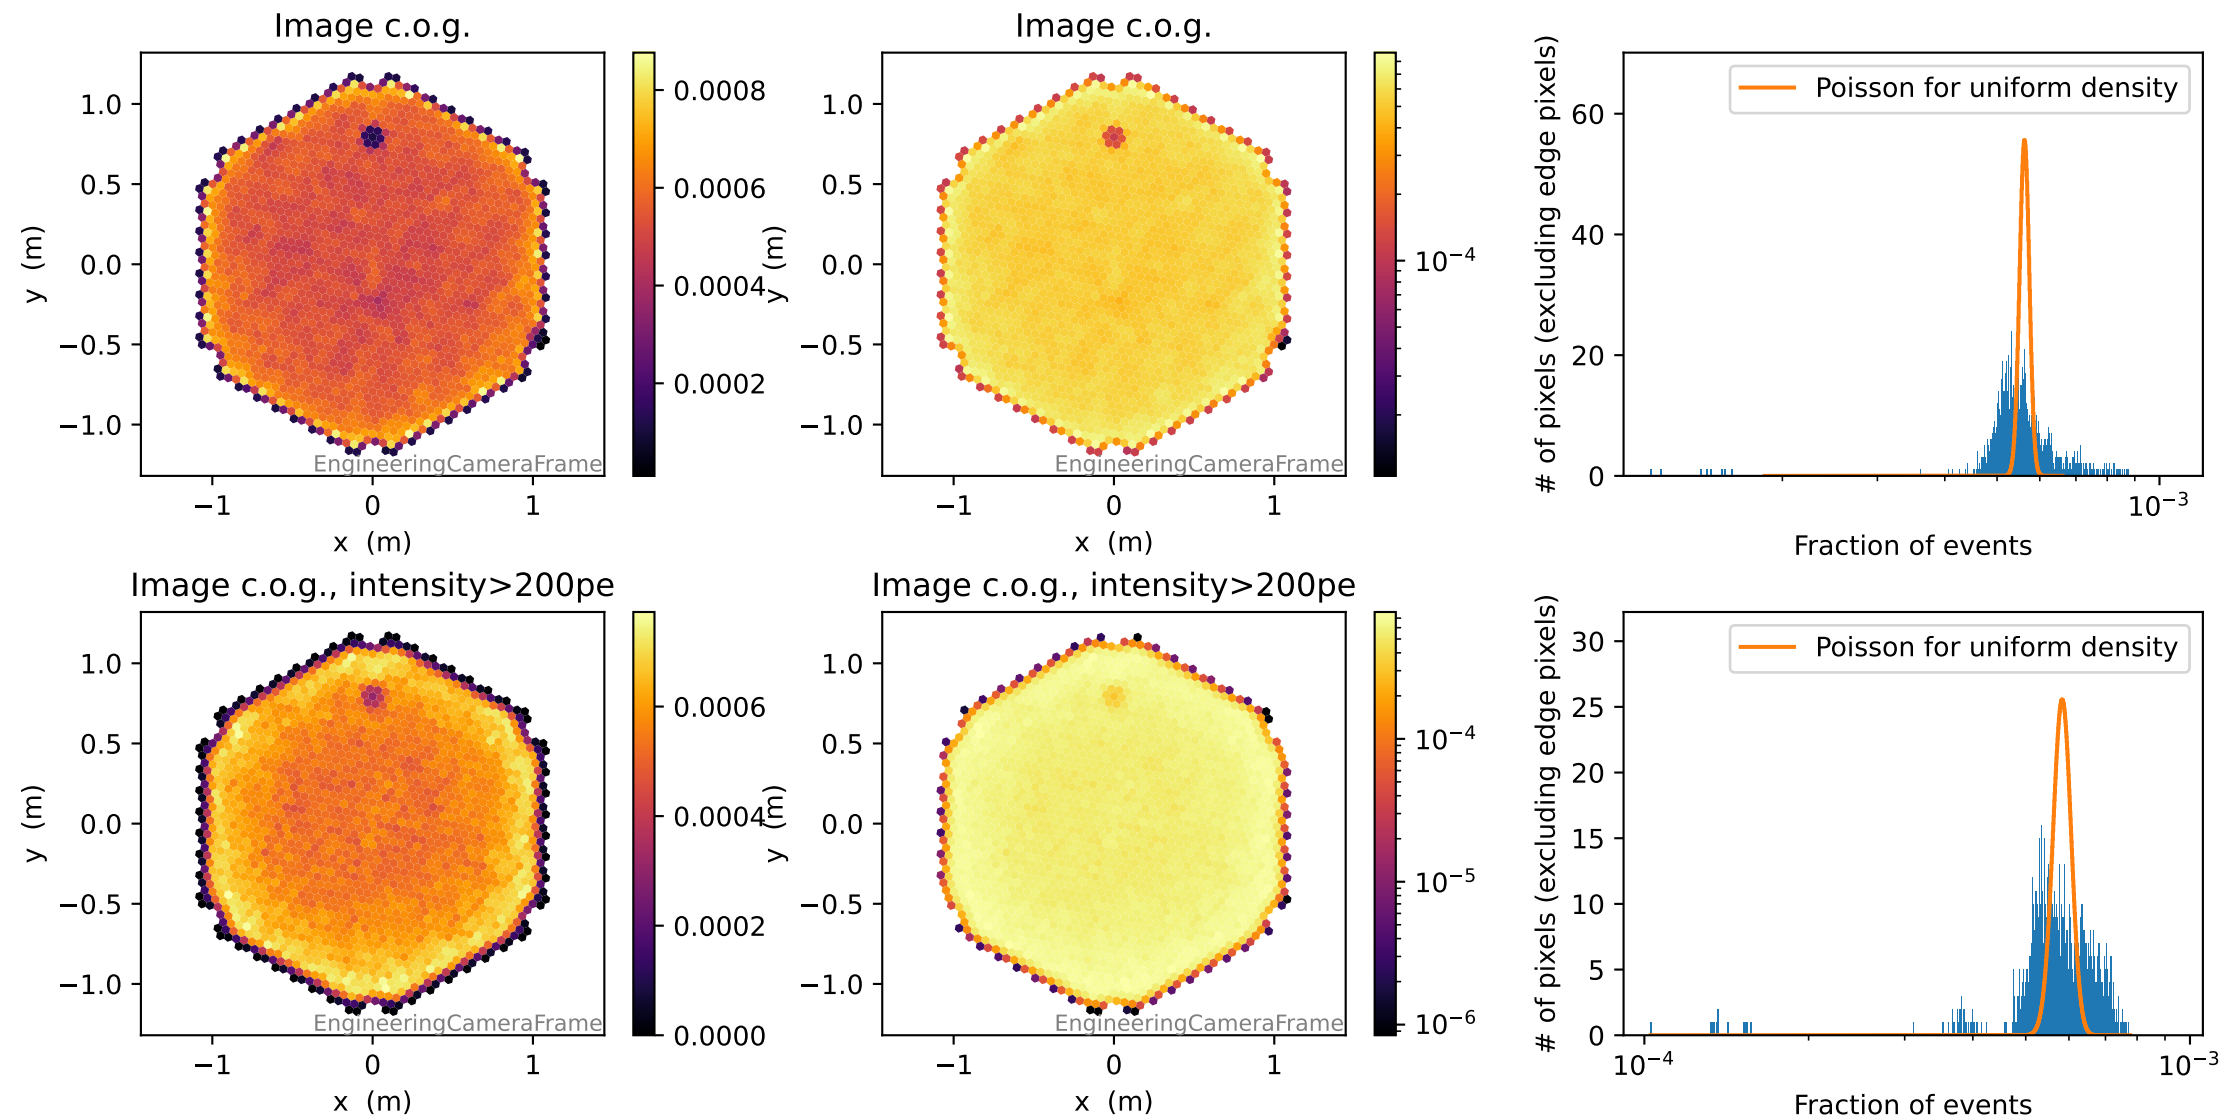 Image c.o.g.
1.0
0.5
0.0
−0.5
−1.0
y (m)
−1
0
1
x (m)
EngineeringCameraFrame
0.0008
0.0006
0.0004
0.0002
Image c.o.g.
1.0
0.5
0.0
−0.5
−1.0
y (m)
−1
0
1
x (m)
EngineeringCameraFrame
10−4
Poisson for uniform density
# of pixels (excluding edge pixels)
60
40
20
0
10−3
Fraction of events
Image c.o.g., intensity>200pe
1.0
0.5
0.0
−0.5
−1.0
y (m)
−1
0
1
x (m)
EngineeringCameraFrame
0.0006
0.0004
0.0002
0.0000
Image c.o.g., intensity>200pe
1.0
0.5
0.0
−0.5
−1.0
y (m)
−1
0
1
x (m)
EngineeringCameraFrame
10−4
10−5
10−6
Poisson for uniform density
# of pixels (excluding edge pixels)
30
25
20
15
10
5
0
10−4
10−3
Fraction of events